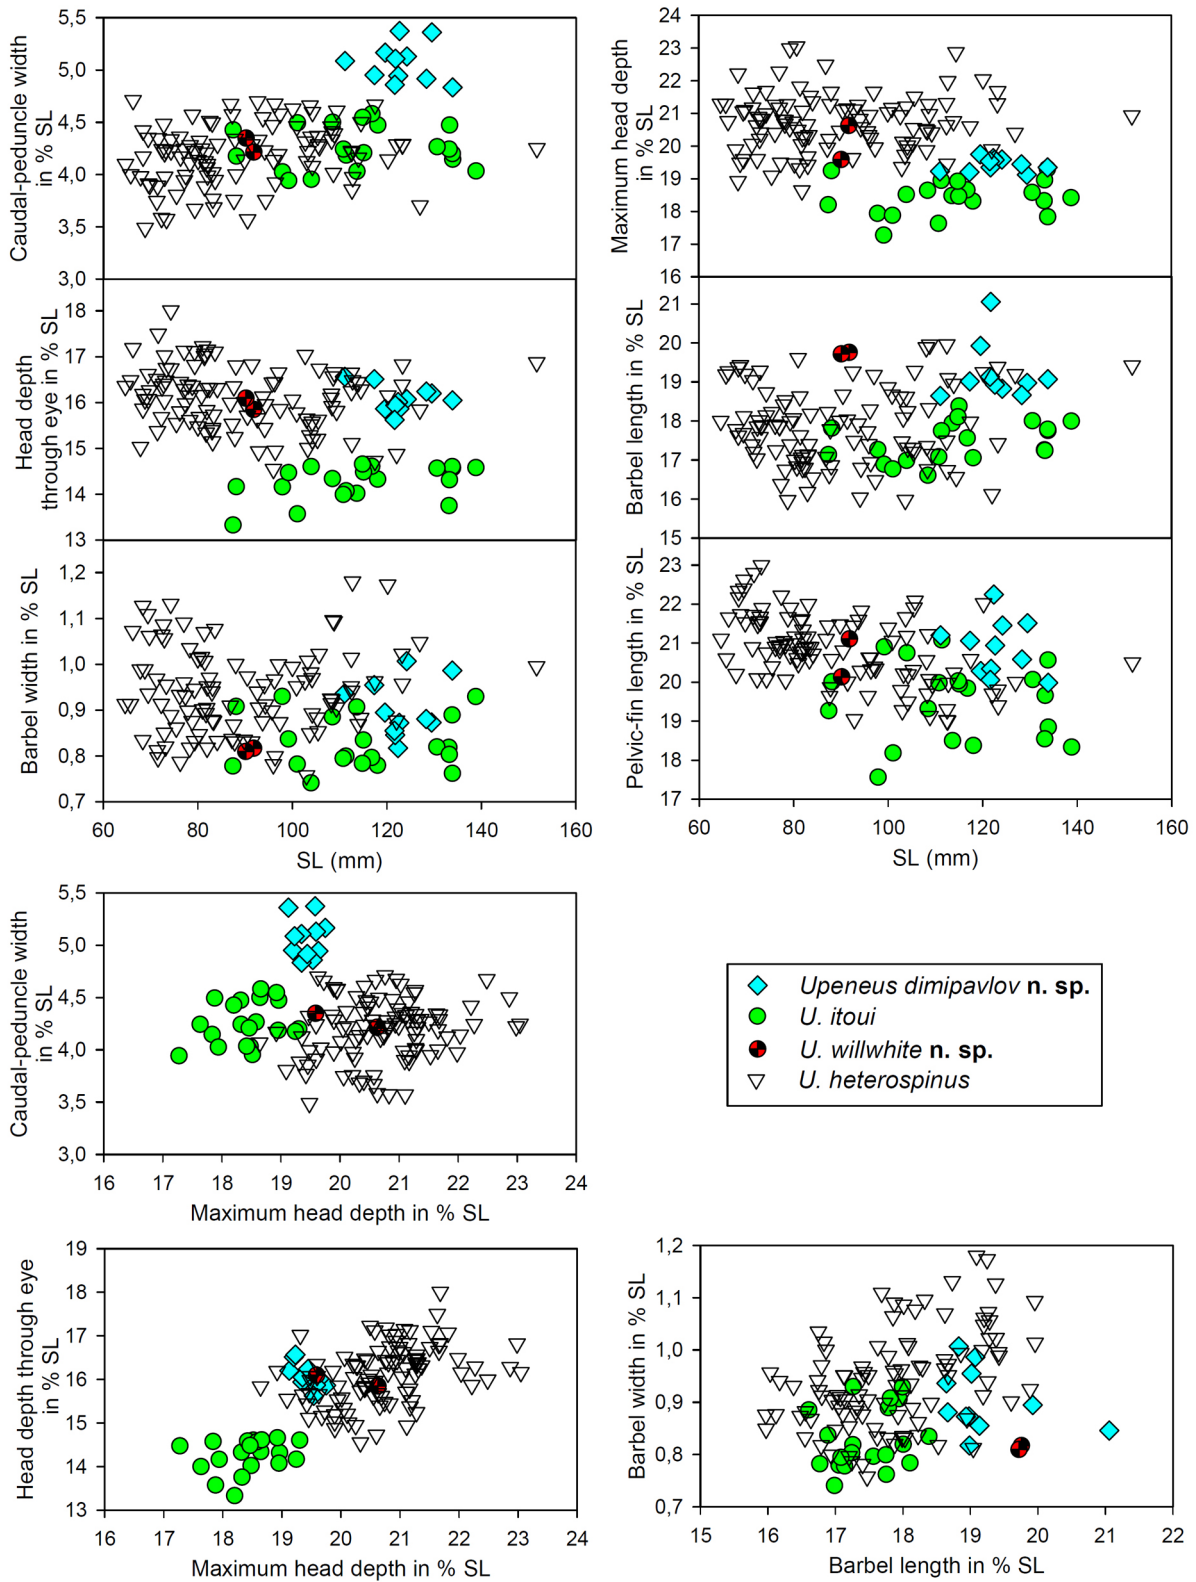 Caudal-peduncle width
in % SL
5,5
5,0
4,5
4,0
3,5
3,0
Maximum head depth
in % SL
24
23
22
21
20
19
18
17
16
Head depth
through eye in % SL
18
17
16
15
14
13
Barbel length in % SL
21
20
19
18
17
16
15
Barbel width in % SL
1,2
1,1
1,0
0,9
0,8
0,7
60 80 100 120 140 160
SL (mm)
Pelvic-fin length in % SL
23
22
21
20
19
18
17
60 80 100 120 140 160
SL (mm)
Caudal-peduncle width
in % SL
5,5
5,0
4,5
4,0
3,5
3,0
16 17 18 19 20 21 22 23 24
Maximum head depth in % SL
Upeneus dimipavlov n. sp.
U. itoui
U. willwhite n. sp.
U. heterospinus
Head depth through eye
in % SL
19
18
17
16
15
14
13
16 17 18 19 20 21 22 23 24
Maximum head depth in % SL
Barbel width in % SL
1,2
1,1
1,0
0,9
0,8
0,7
15 16 17 18 19 20 21 22
Barbel length in % SL